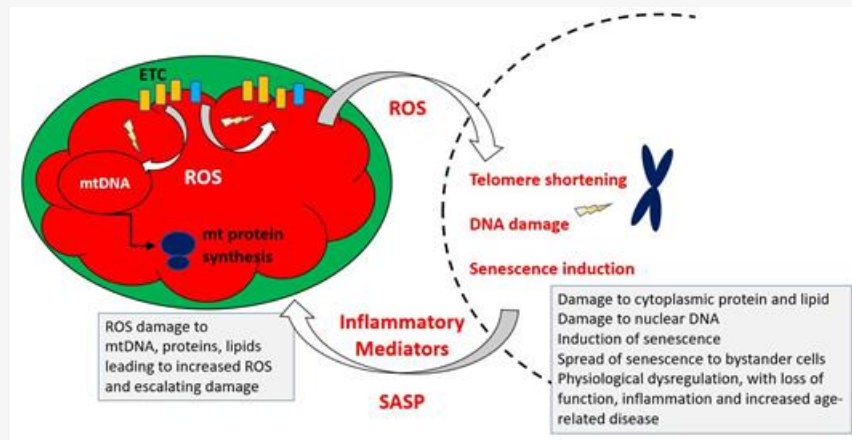 ETC
ROS
mtDNA
ROS
mt protein
synthesis
Telomere shortening
DNA damage
Senescence induction
ROS damage to
mtDNA, proteins, lipids
leading to increased ROS
and escalating damage
Inflammatory
Mediators
SASP
Damage to cytoplasmic protein and lipid
Damage to nuclear DNA
Induction of senescence
Spread of senescence to bystander cells
Physiological dysregulation, with loss of
function, inflammation and increased age-
related disease